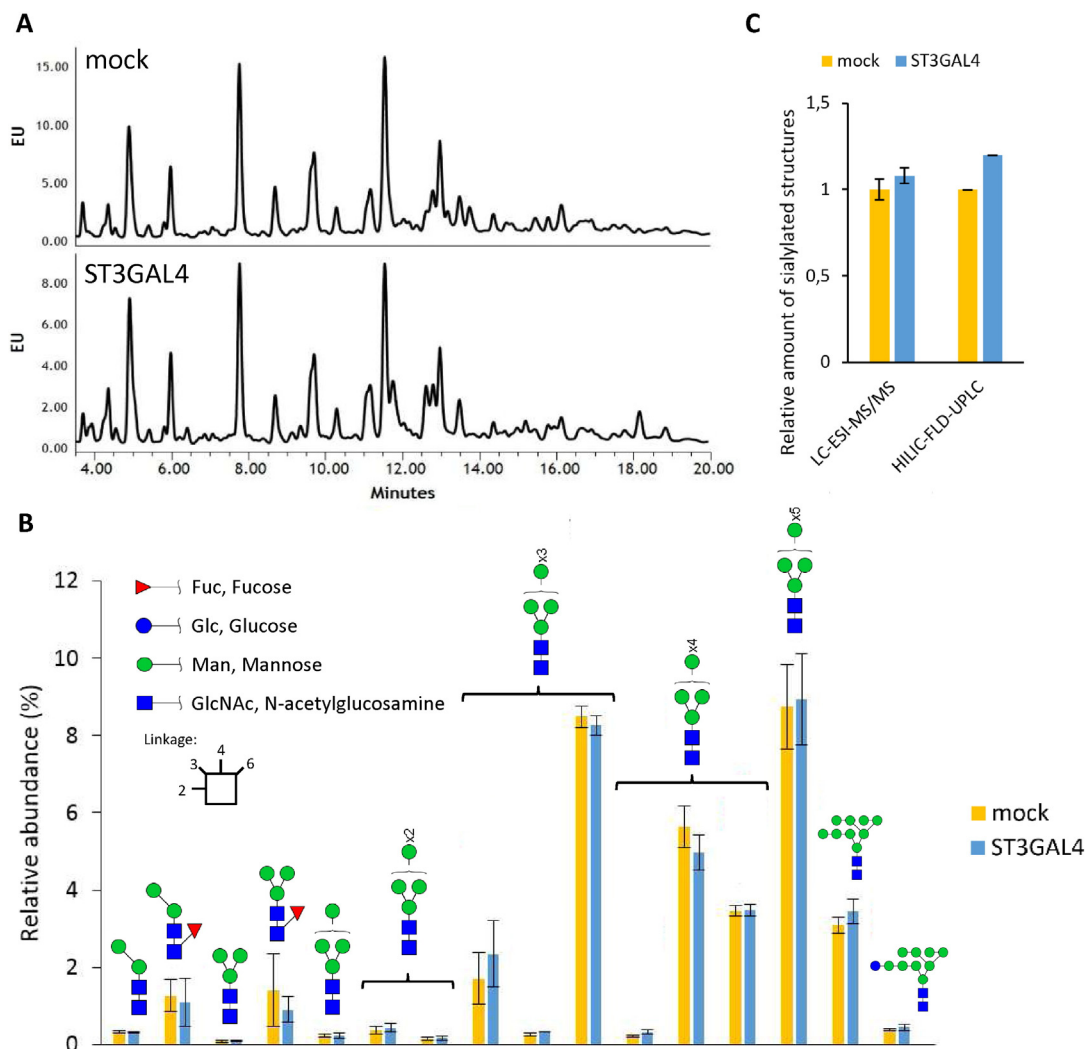 A
mock
15.00
10.00
5.00
0.00
EU
ST3GAL4
8.00
6.00
4.00
2.00
0.00
EU
4.00 6.00 8.00 10.00 12.00 14.00 16.00 18.00 20.00
Minutes
C
mock ST3GAL4
1,5
1
0,5
0
Relative amount of sialylated structures
LC-ESI-MS/MS
HILIC-FLD-UPLC
B
12
10
8
6
4
2
0
Relative abundance (%)
Fuc, Fucose
Glc, Glucose
Man, Mannose
GlcNAc, N-acetylglucosamine
Linkage:
2 3 4 6
x2
x3
x4
x5
mock
ST3GAL4